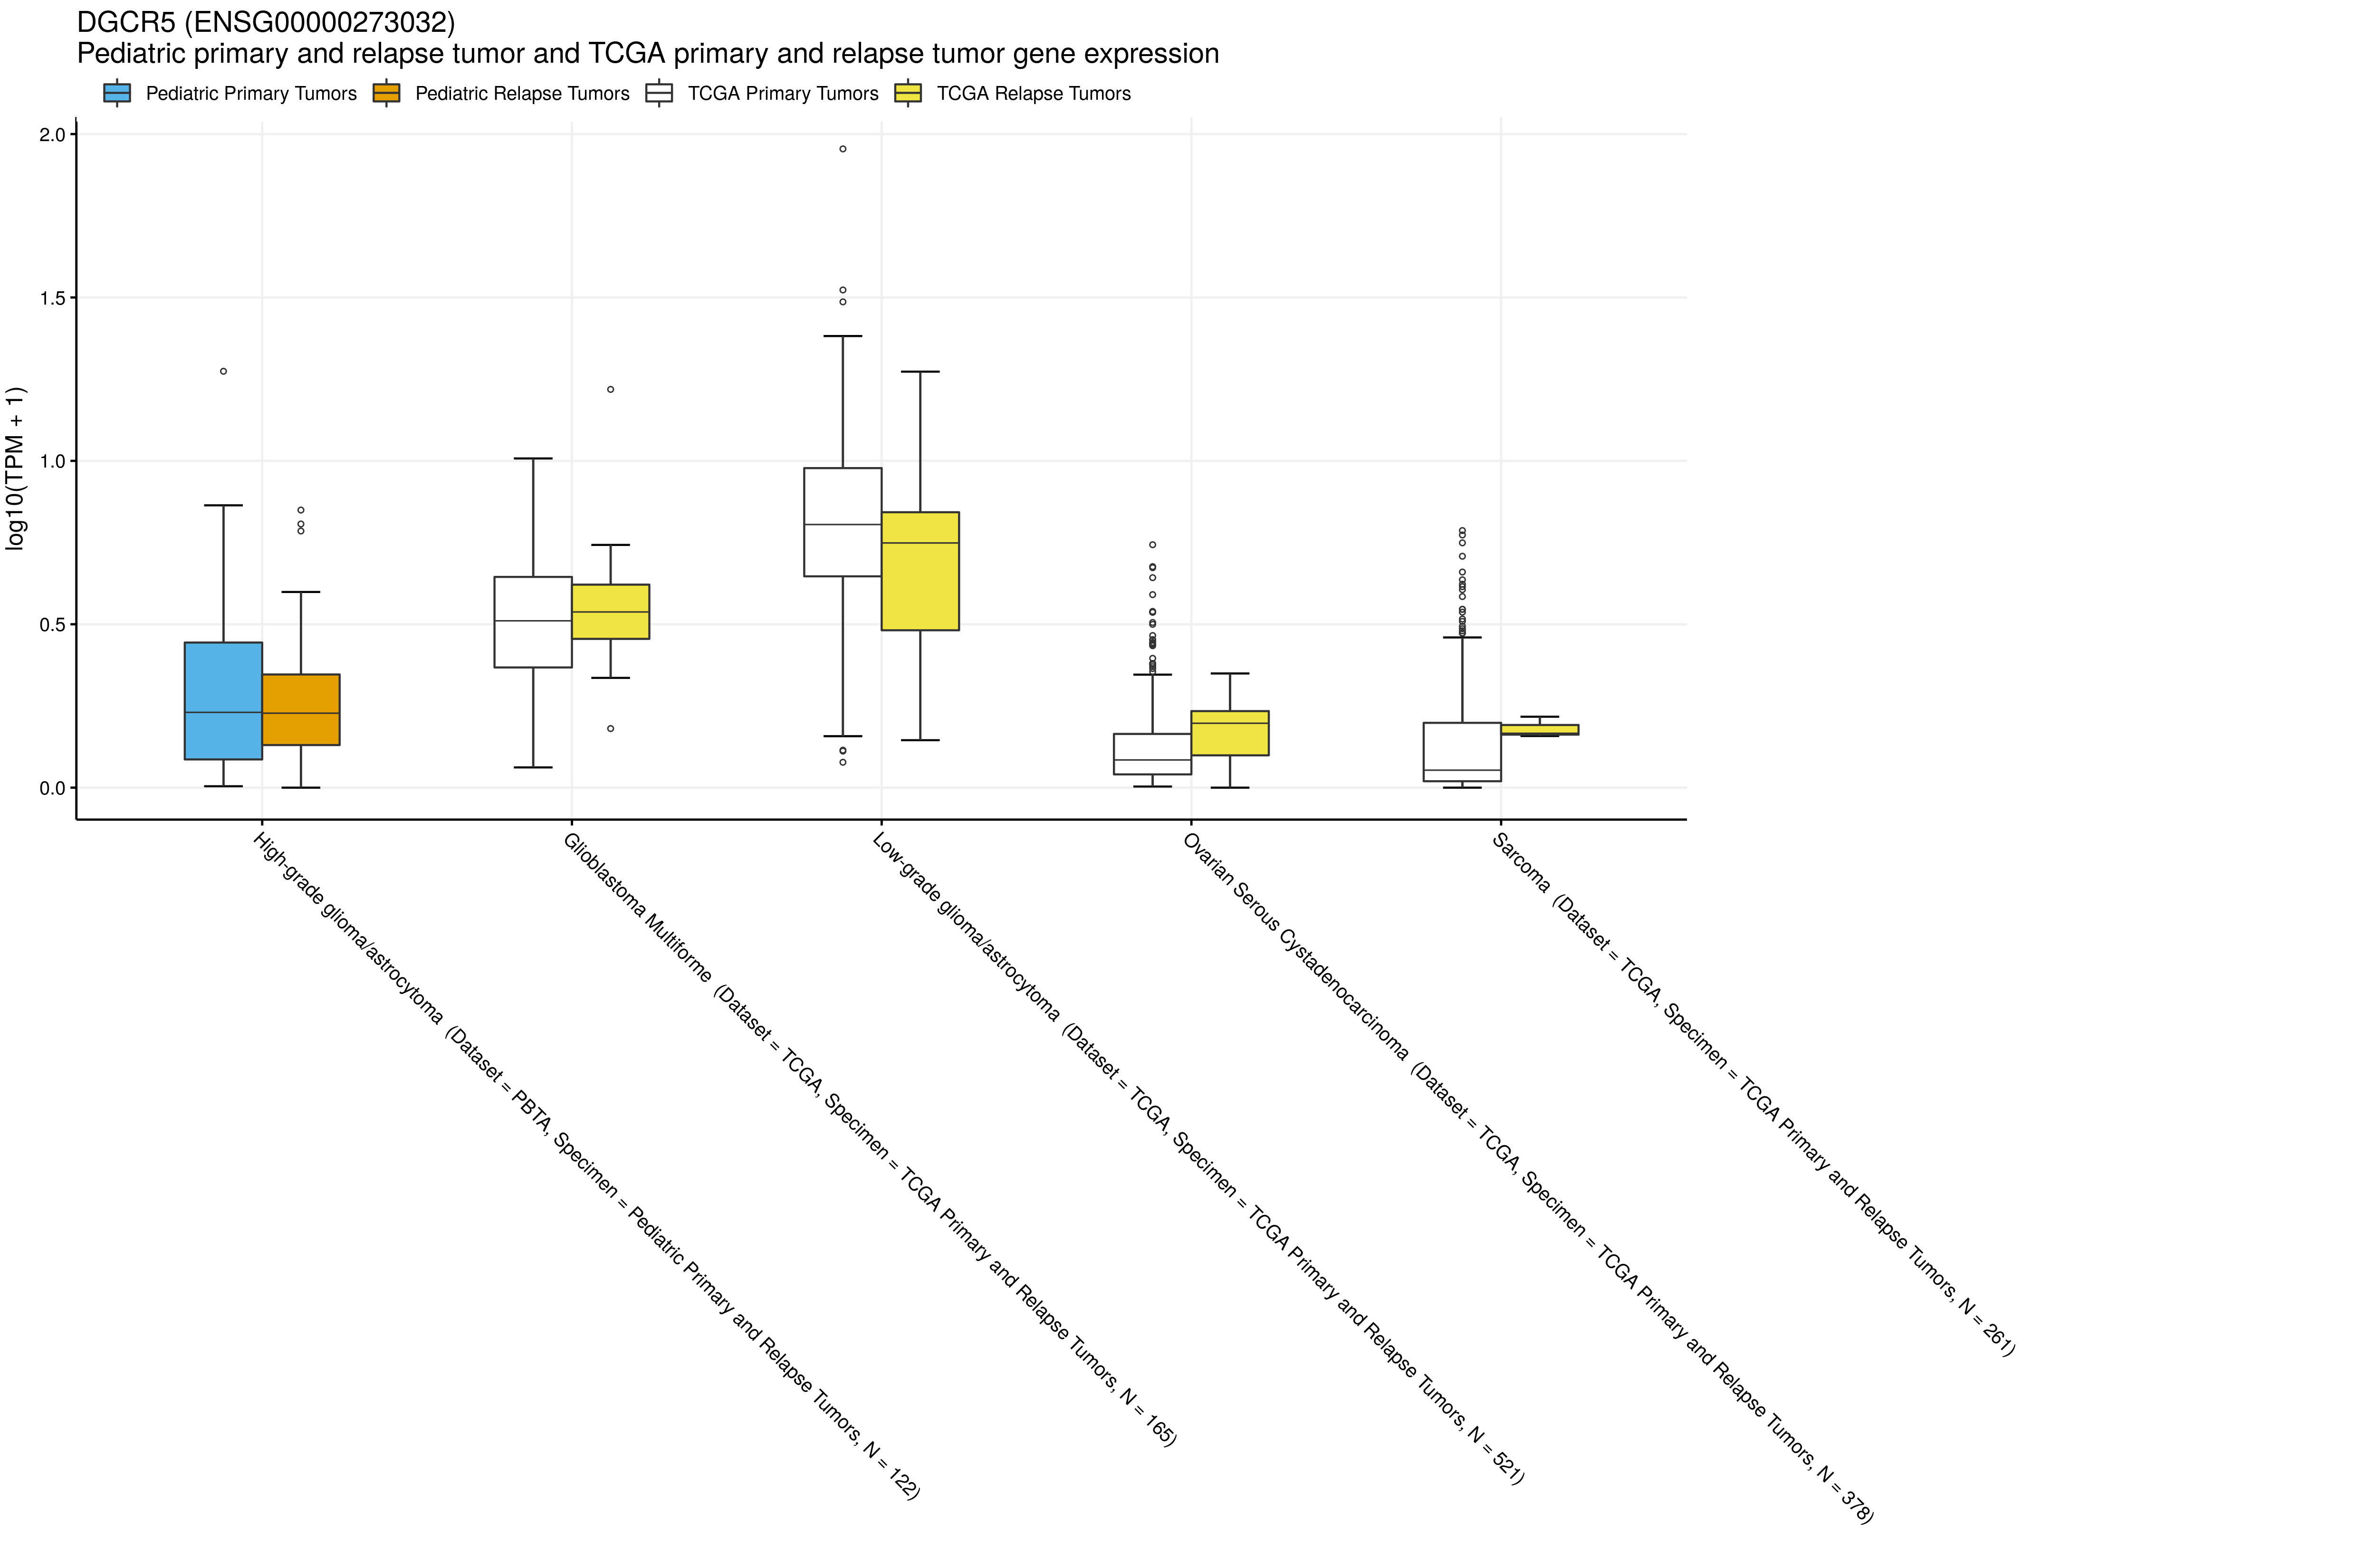 DGCR5 (ENSG00000273032)
Pediatric primary and relapse tumor and TCGA primary and relapse tumor gene expression
Pediatric Primary Tumors
Pediatric Relapse Tumors
TCGA Primary Tumors
TCGA Relapse Tumors
log10(TPM + 1)
2.0
1.5
1.0
0.5
0.0
High-grade glioma/astrocytoma (Dataset = PBTA, Specimen = Pediatric Primary and Relapse Tumors, N = 122)
Glioblastoma Multiforme (Dataset = TCGA, Specimen = TCGA Primary and Relapse Tumors, N = 165)
Low-grade glioma/astrocytoma (Dataset = TCGA, Specimen = TCGA Primary and Relapse Tumors, N = 521)
Ovarian Serous Cystadenocarcinoma (Dataset = TCGA, Specimen = TCGA Primary and Relapse Tumors, N = 378)
Sarcoma (Dataset = TCGA, Specimen = TCGA Primary and Relapse Tumors, N = 261)